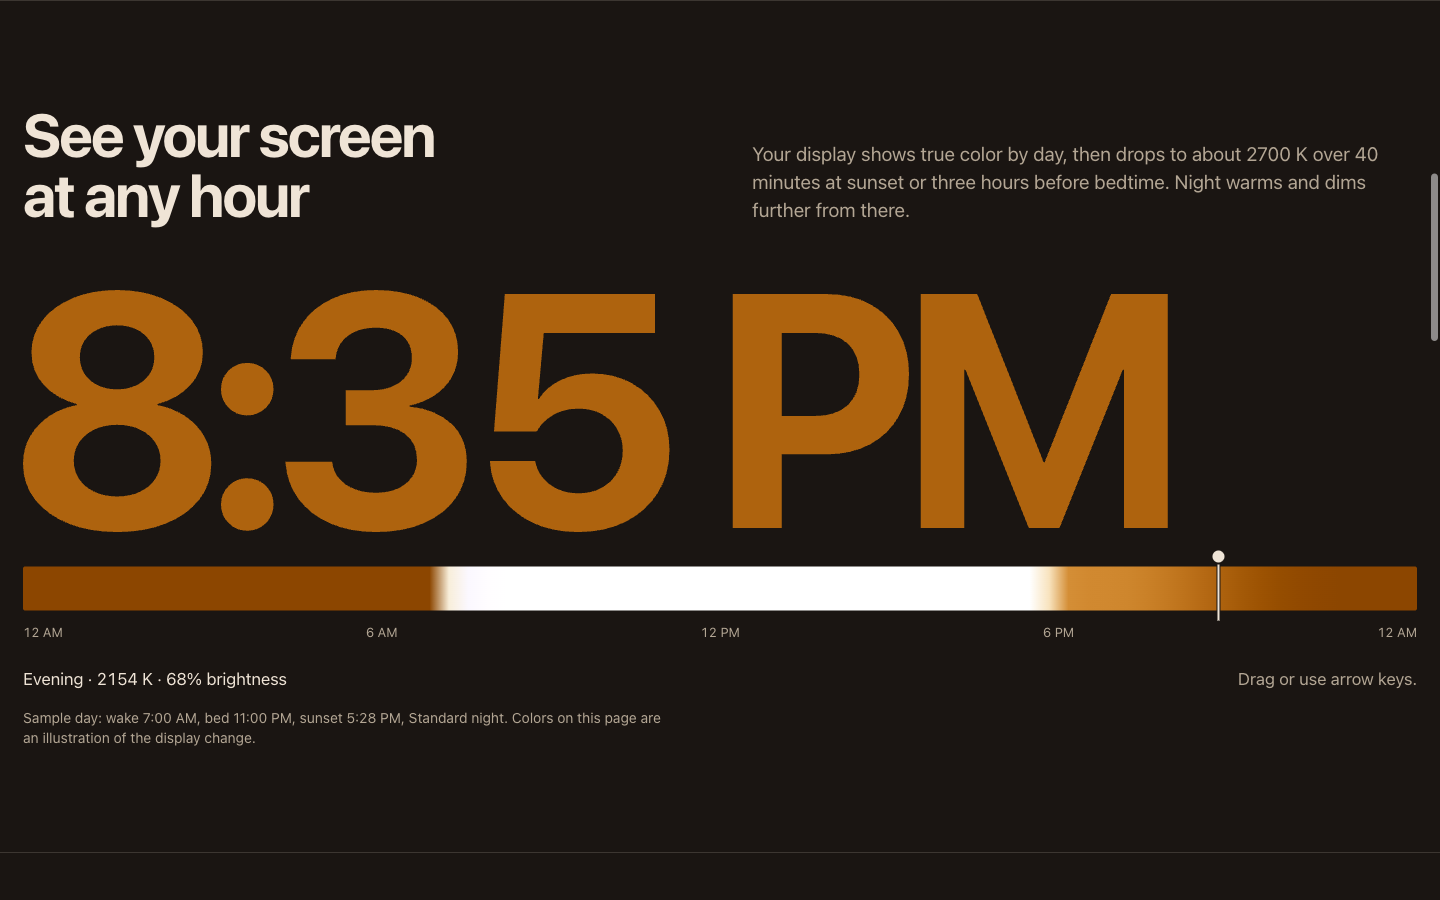 See your screen
at any hour
Your display shows true color by day, then drops to about 2700 K over 40
minutes at sunset or three hours before bedtime. Night warms and dims
further from there.
8:35 PM
12 AM
6 AM
12 PM
6 PM
12 AM
Evening · 2154 K · 68% brightness
Drag or use arrow keys.
Sample day: wake 7:00 AM, bed 11:00 PM, sunset 5:28 PM, Standard night. Colors on this page are
an illustration of the display change.